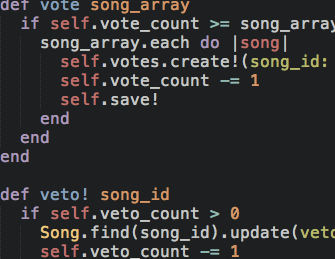 def vote song_array
if self.vote_count >= song_array
song_array.each do |song|
self.votes.create!(song_id:
self.vote_count -= 1
self.save!
end
end
end
def veto! song_id
if self.veto_count > 0
Song.find(song_id).update(veto
self.veto_count -= 1